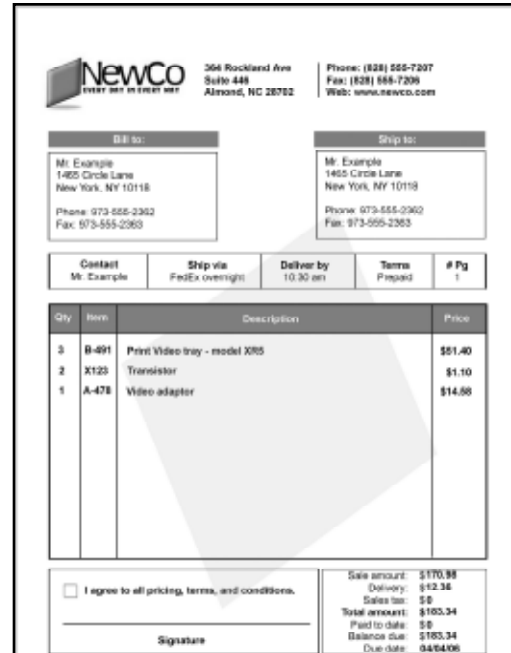 NewCo
EVERY DAY IN EVERY WAY
364 Rockland Ave
Suite 446
Almond, NC 28702
Phone: (828) 555-7207
Fax: (828) 555-7206
Web: www.newco.com
Bill to:
Mr. Example
1465 Circle Lane
New York, NY 10118
Phone: 973-555-2362
Fax: 973-555-2363
Ship to:
Mr. Example
1465 Circle Lane
New York, NY 10118
Phone: 973-555-2362
Fax: 973-555-2363
Contact Ship via Deliver by Terms # Pg
Mr. Example FedEx overnight 10:30 am Prepaid 1
Qty Item Description Price
3 B-491 Print Video tray - model XR5 $51.40
2 X123 Transistor $1.10
1 A-478 Video adaptor $14.58
I agree to all pricing, terms, and conditions.
Signature
Sale amount: $170.98
Delivery: $12.36
Sales tax: $0
Total amount: $183.34
Paid to date: $0
Balance due: $183.34
Due date: 04/04/06